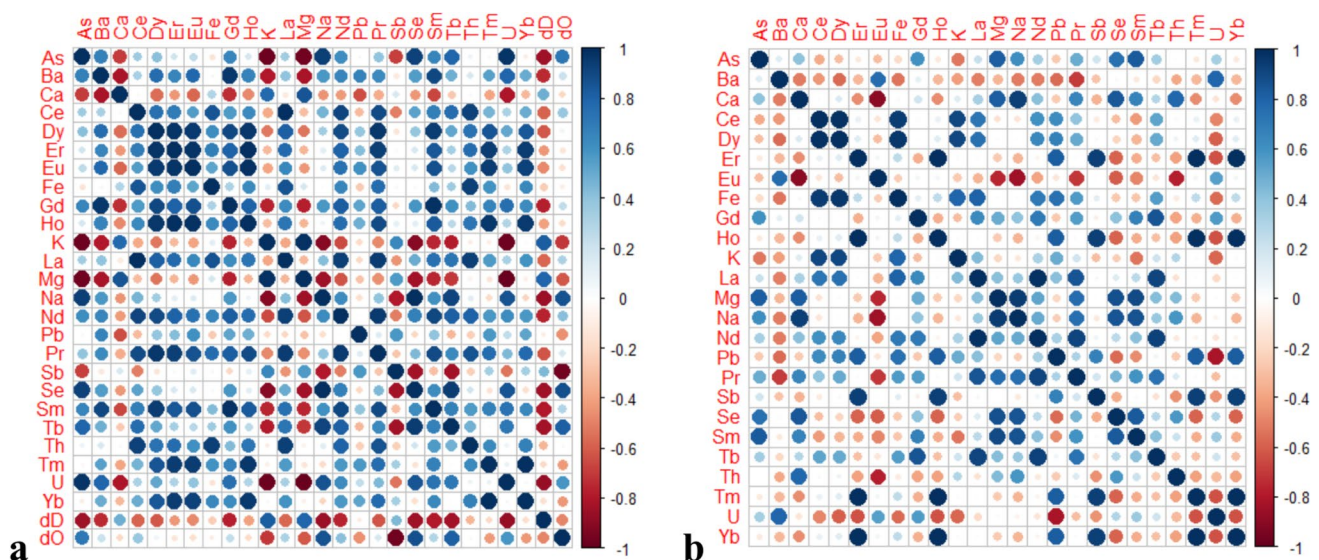 As Ba Ca Ce Dy Er Eu Fe Gd Ho K La Mg Na Nd Pb Pr Sb Se Sm Tb Th Tm U Yb dD dO
As
Ba
Ca
Ce
Dy
Er
Eu
Fe
Gd
Ho
K
La
Mg
Na
Nd
Pb
Pr
Sb
Se
Sm
Tb
Th
Tm
U
Yb
dD
dO
1
0.8
0.6
0.4
0.2
0
-0.2
-0.4
-0.6
-0.8
-1
a
As Ba Ca Ce Dy Er Eu Fe Gd Ho K La Mg Na Nd Pb Pr Sb Se Sm Tb Th Tm U Yb
As
Ba
Ca
Ce
Dy
Er
Eu
Fe
Gd
Ho
K
La
Mg
Na
Nd
Pb
Pr
Sb
Se
Sm
Tb
Th
Tm
U
Yb
1
0.8
0.6
0.4
0.2
0
-0.2
-0.4
-0.6
-0.8
-1
b